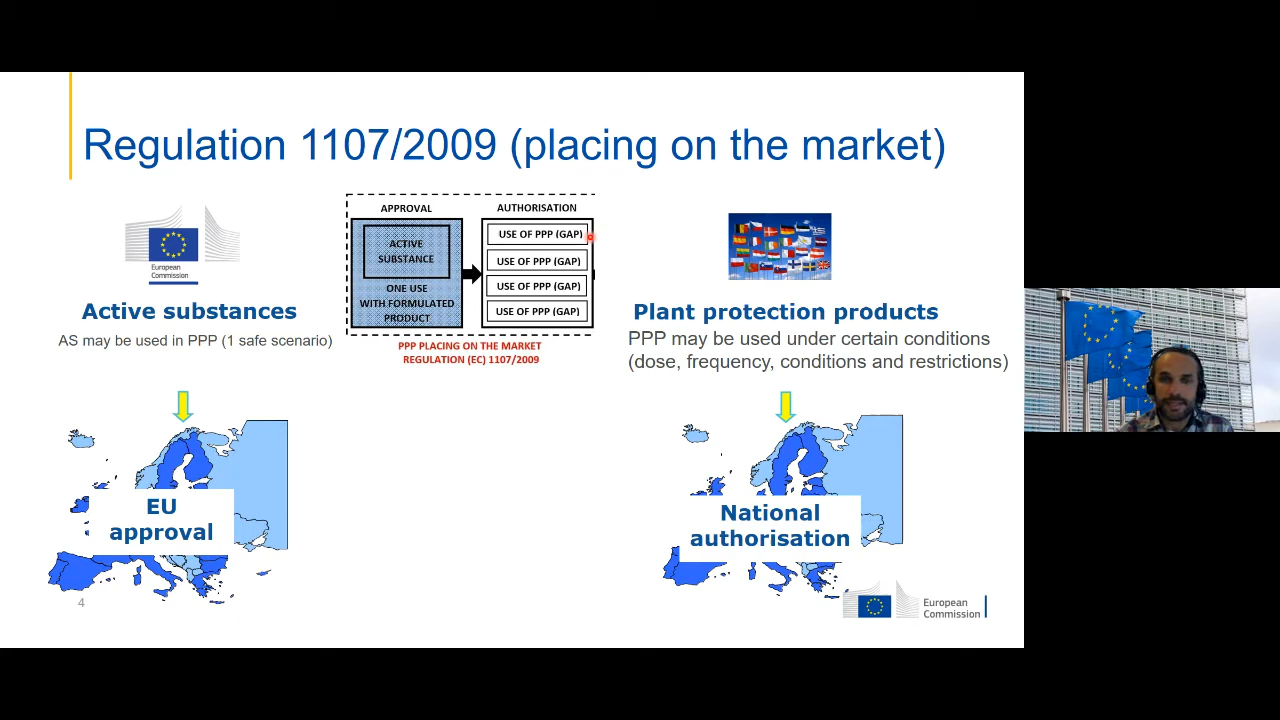 Regulation 1107/2009 (placing on the market)
European
Commission
Active substances
AS may be used in PPP (1 safe scenario)
APPROVAL
ACTIVE
SUBSTANCE
ONE USE
WITH FORMULATED
PRODUCT
AUTHORISATION
USE OF PPP (GAP)
USE OF PPP (GAP)
USE OF PPP (GAP)
USE OF PPP (GAP)
PPP PLACING ON THE MARKET
REGULATION (EC) 1107/2009
Plant protection products
PPP may be used under certain conditions
(dose, frequency, conditions and restrictions)
EU
approval
National
authorisation
4
European
Commission